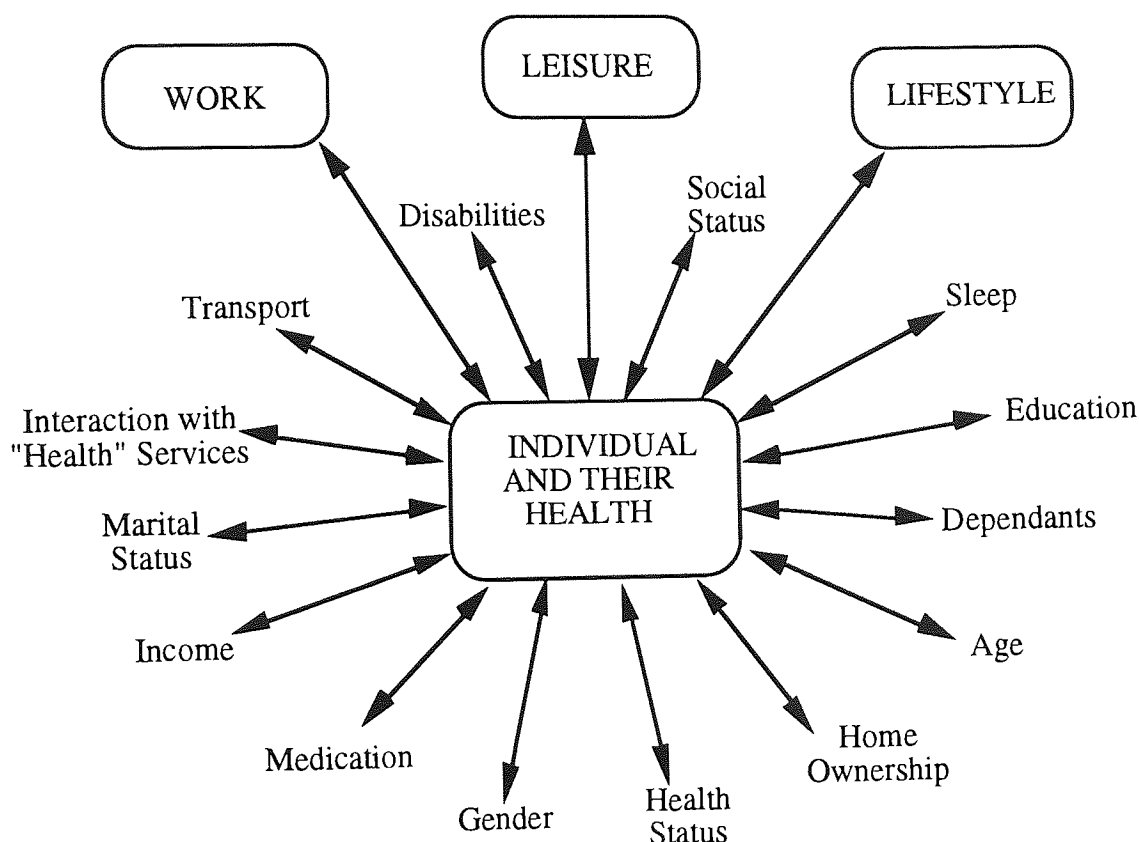 WORK
LEISURE
LIFESTYLE
Disabilities
Social
Status
Transport
Sleep
Interaction with
"Health" Services
Education
INDIVIDUAL
AND THEIR
HEALTH
Marital
Status
Dependants
Income
Age
Medication
Home
Ownership
Gender
Health
Status